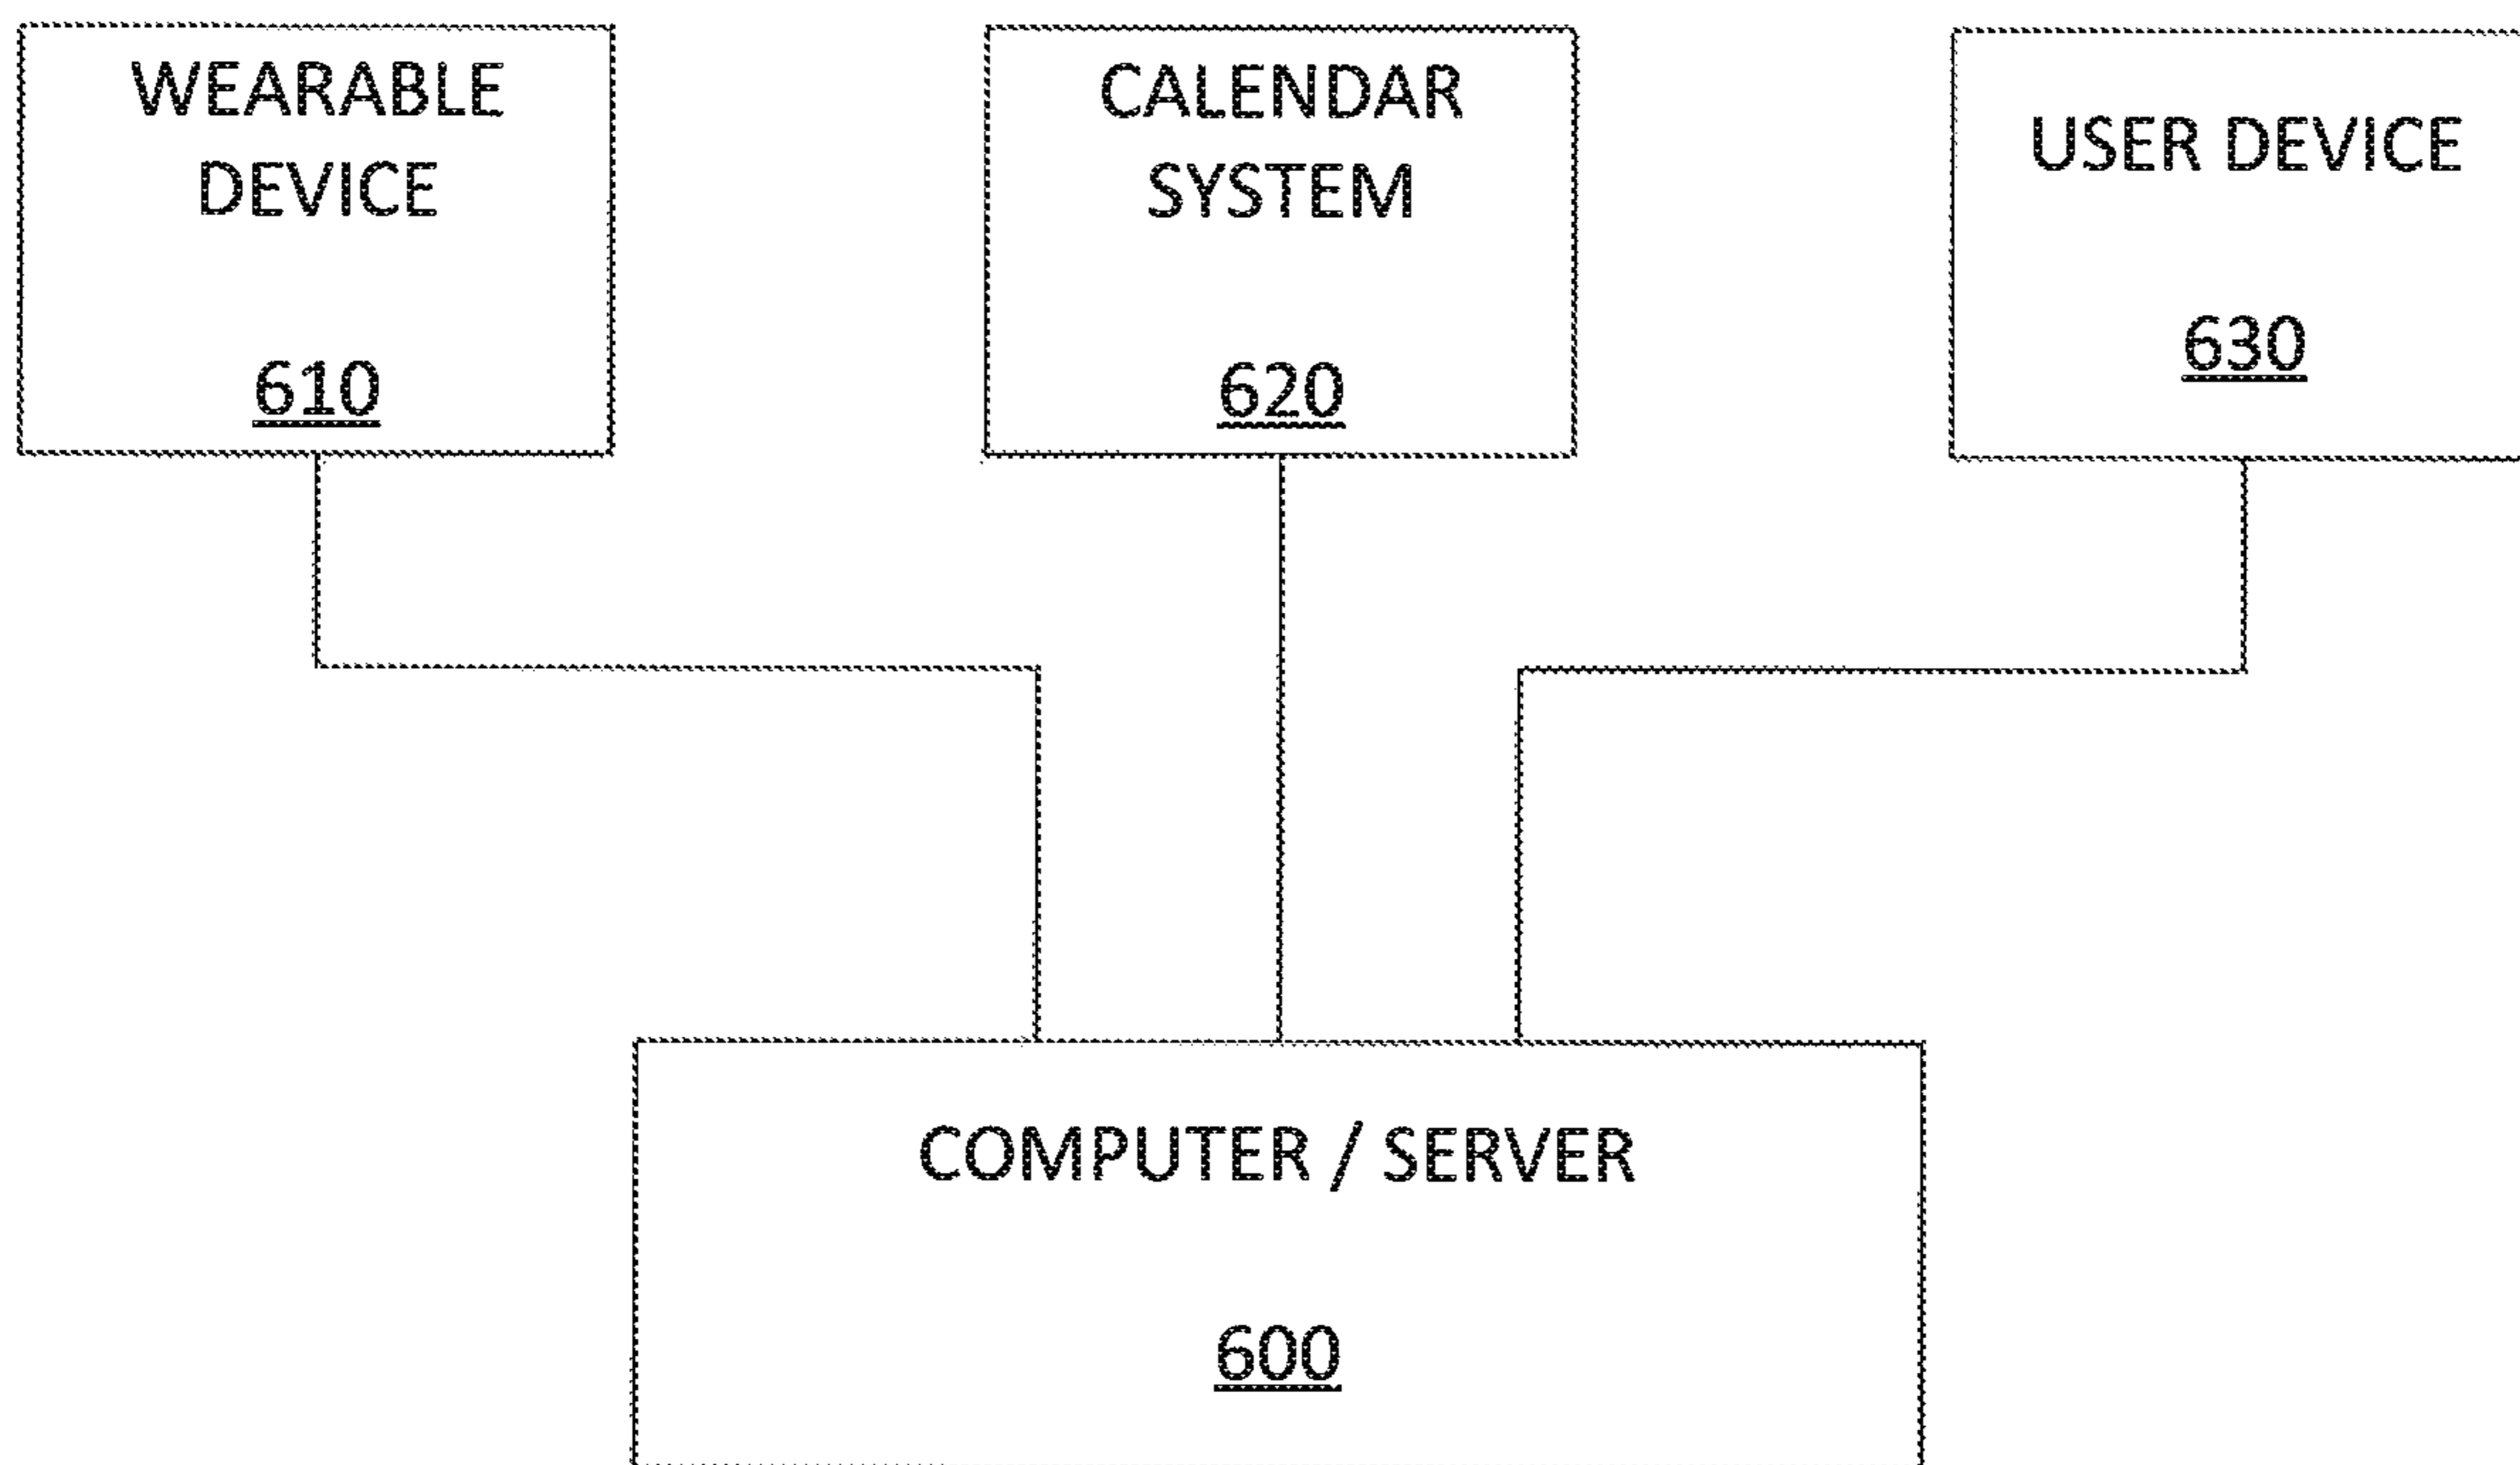 WEARABLE
DEVICE
610
CALENDAR
SYSTEM
620
USER DEVICE
630
COMPUTER / SERVER
600